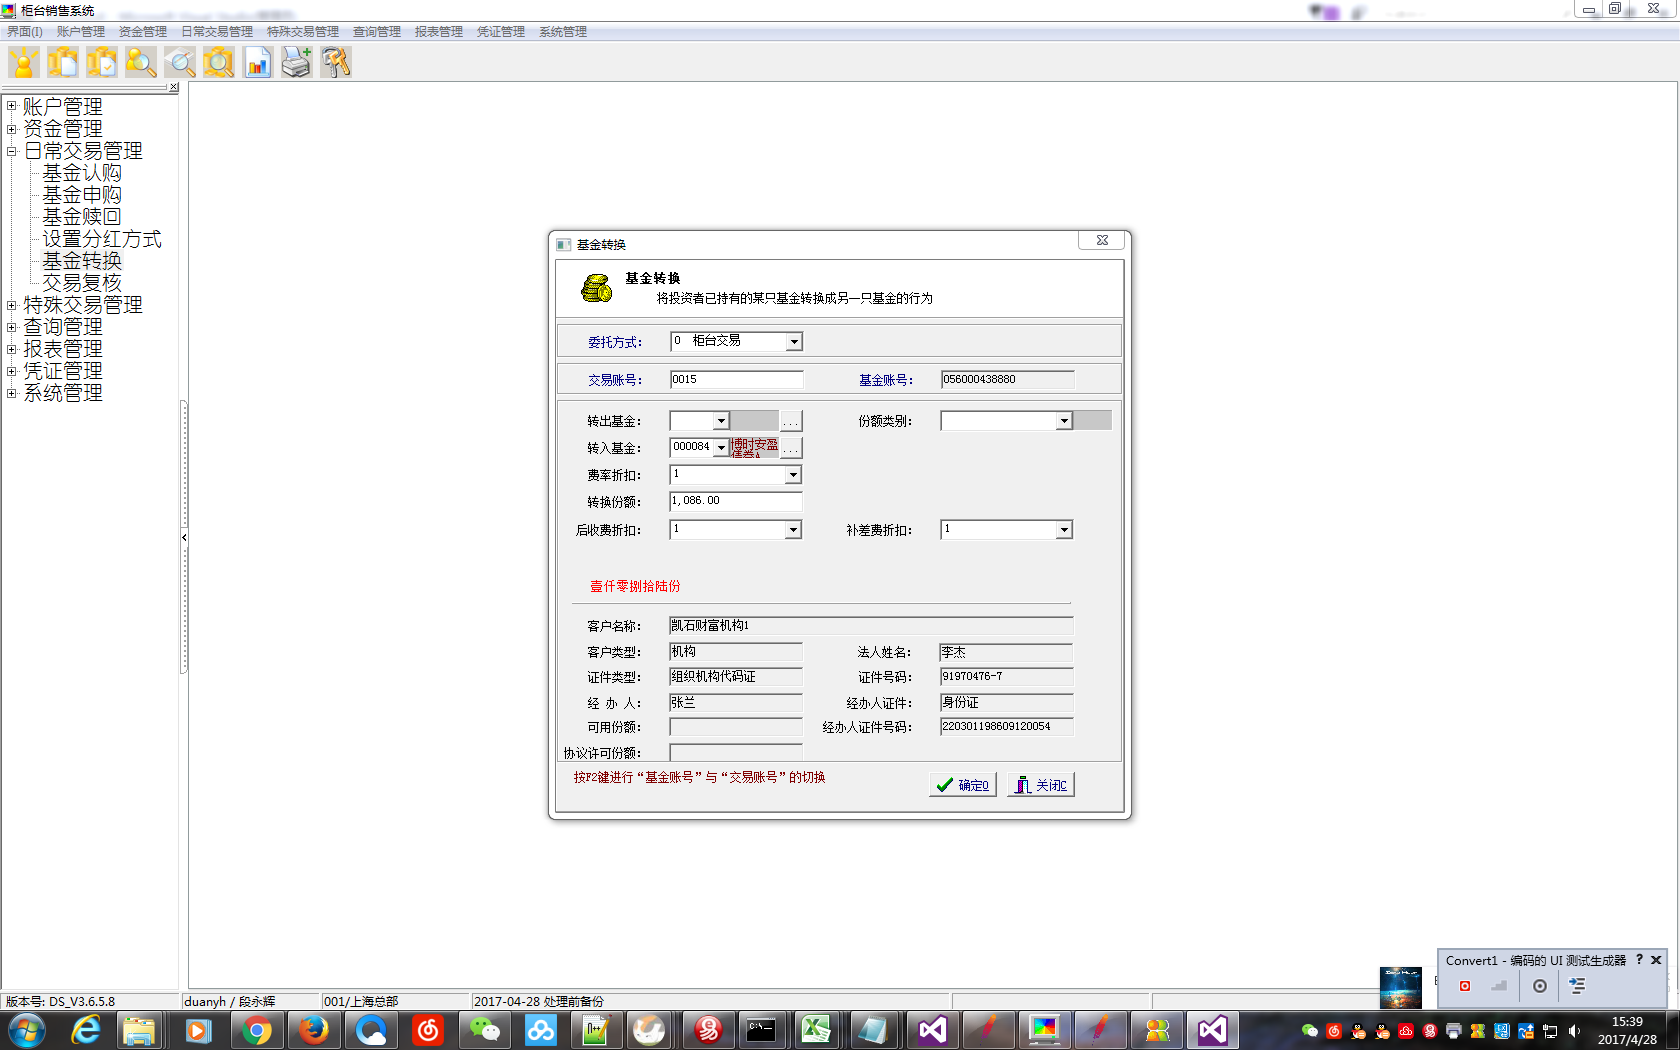 柜台销售系统
界面(I) 账户管理 资金管理 日常交易管理 特殊交易管理 查询管理 报表管理 凭证管理 系统管理
账户管理
资金管理
日常交易管理
基金认购
基金申购
基金赎回
设置分红方式
基金转换
交易复核
特殊交易管理
查询管理
报表管理
凭证管理
系统管理
基金转换
基金转换
将投资者已持有的某只基金转换成另一只基金的行为
委托方式: 0 柜台交易
交易账号: 0015 基金账号: 056000438880
转出基金: ... 份额类别:
转入基金: 000084 博时安盈 ...
费率折扣: 1
转换份额: 1,086.00
后收费折扣: 1 补差费折扣: 1
壹仟零捌拾陆份
客户名称: 凯石财富机构1
客户类型: 机构 法人姓名: 李杰
证件类型: 组织机构代码证 证件号码: 91970476-7
经 办 人: 张兰 经办人证件: 身份证
可用份额: 经办人证件号码: 220301198609120054
协议许可份额:
按F2键进行“基金账号”与“交易账号”的切换
确定O 关闭C
Convert1 - 编码的 UI 测试生成器 ?
版本号: DS_V3.6.5.8 duanyh / 段永辉 001/上海总部 2017-04-28 处理前备份
15:39
2017/4/28